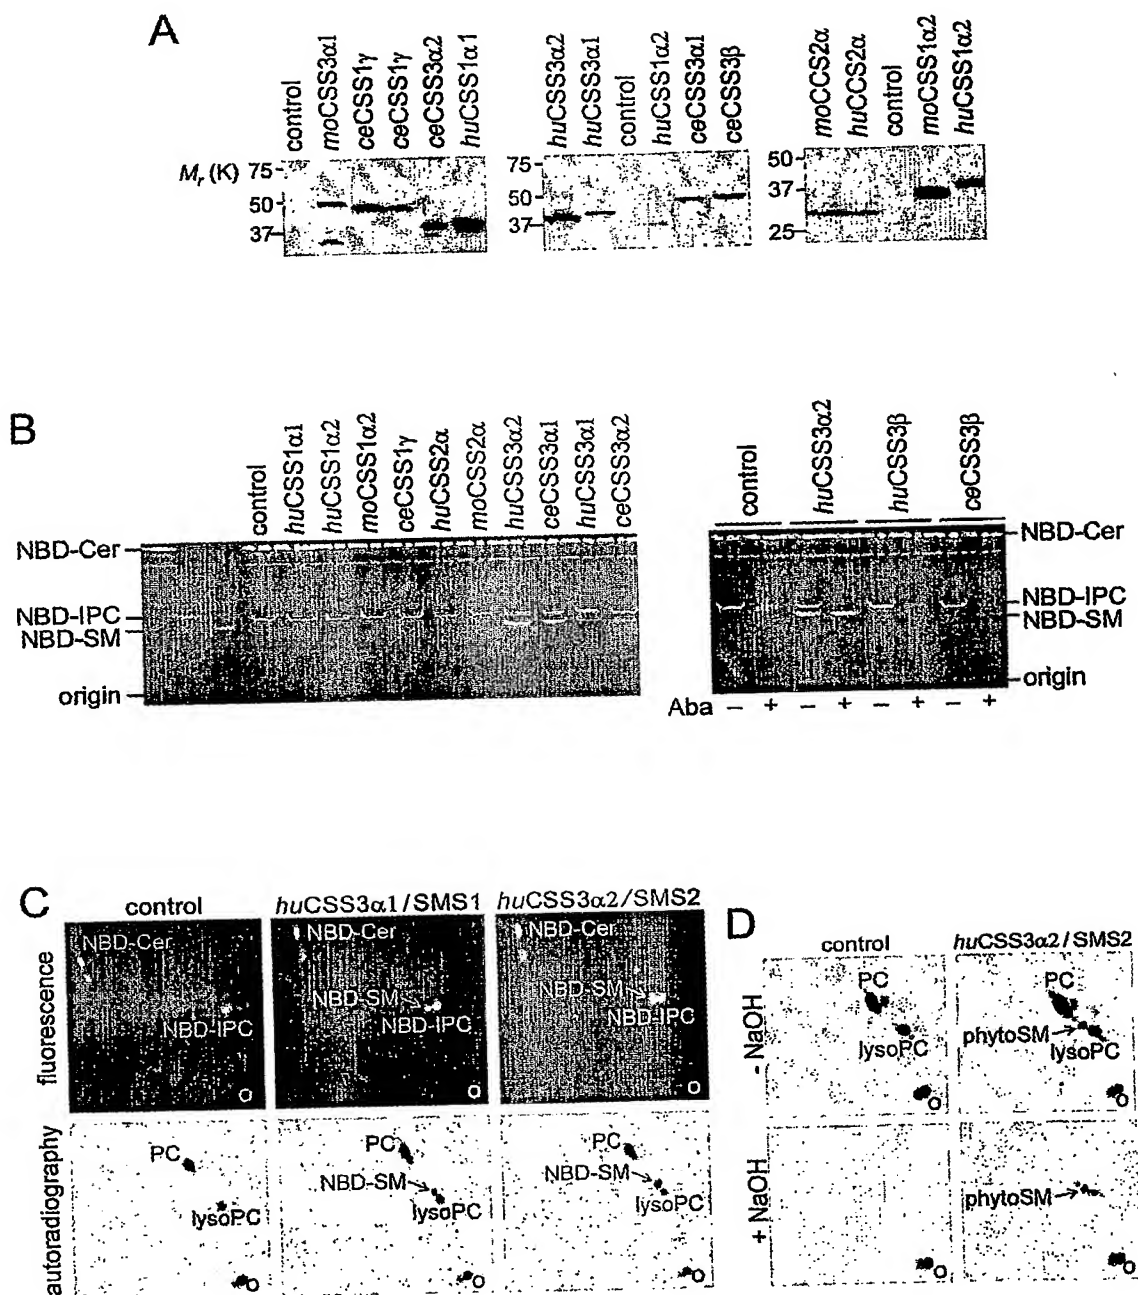 A
control
moCSS3α1
ceCSS1γ
ceCSS1γ
ceCSS3α2
huCSS1α1
huCSS3α2
huCSS3α1
control
huCSS1α2
ceCSS3α1
ceCSS3β
moCCS2α
huCCS2α
control
moCSS1α2
huCSS1α2
Mr (K)
75
50
37
75
50
37
50
37
25
B
control
huCSS1α1
huCSS1α2
moCSS1α2
ceCSS1γ
huCSS2α
moCSS2α
huCSS3α2
ceCSS3α1
huCSS3α1
ceCSS3α2
control
huCSS3α2
huCSS3β
ceCSS3β
NBD-Cer
NBD-IPC
NBD-SM
origin
NBD-Cer
NBD-IPC
NBD-SM
origin
Aba – + – + – + – +
C
control
huCSS3α1/SMS1
huCSS3α2/SMS2
fluorescence
NBD-Cer
NBD-IPC
O
NBD-Cer
NBD-SM
NBD-IPC
O
NBD-Cer
NBD-SM
NBD-IPC
O
autoradiography
PC
lysoPC
O
PC
NBD-SM
lysoPC
O
PC
NBD-SM
lysoPC
O
D
control
huCSS3α2/SMS2
- NaOH
PC
lysoPC
O
PC
phytoSM
lysoPC
O
+ NaOH
O
phytoSM
O